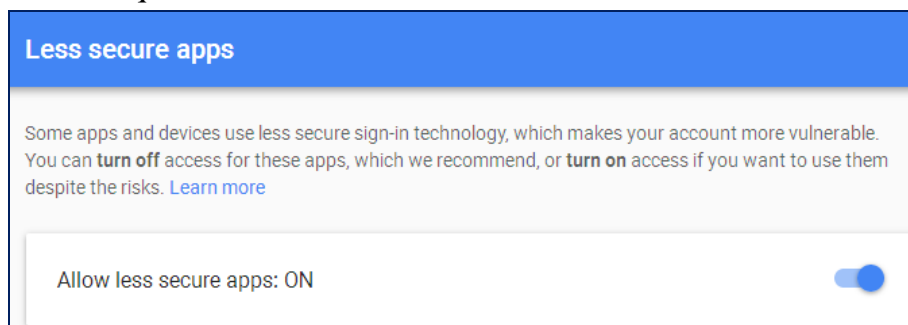 Less secure apps
Some apps and devices use less secure sign-in technology, which makes your account more vulnerable.
You can turn off access for these apps, which we recommend, or turn on access if you want to use them
despite the risks. Learn more
Allow less secure apps: ON